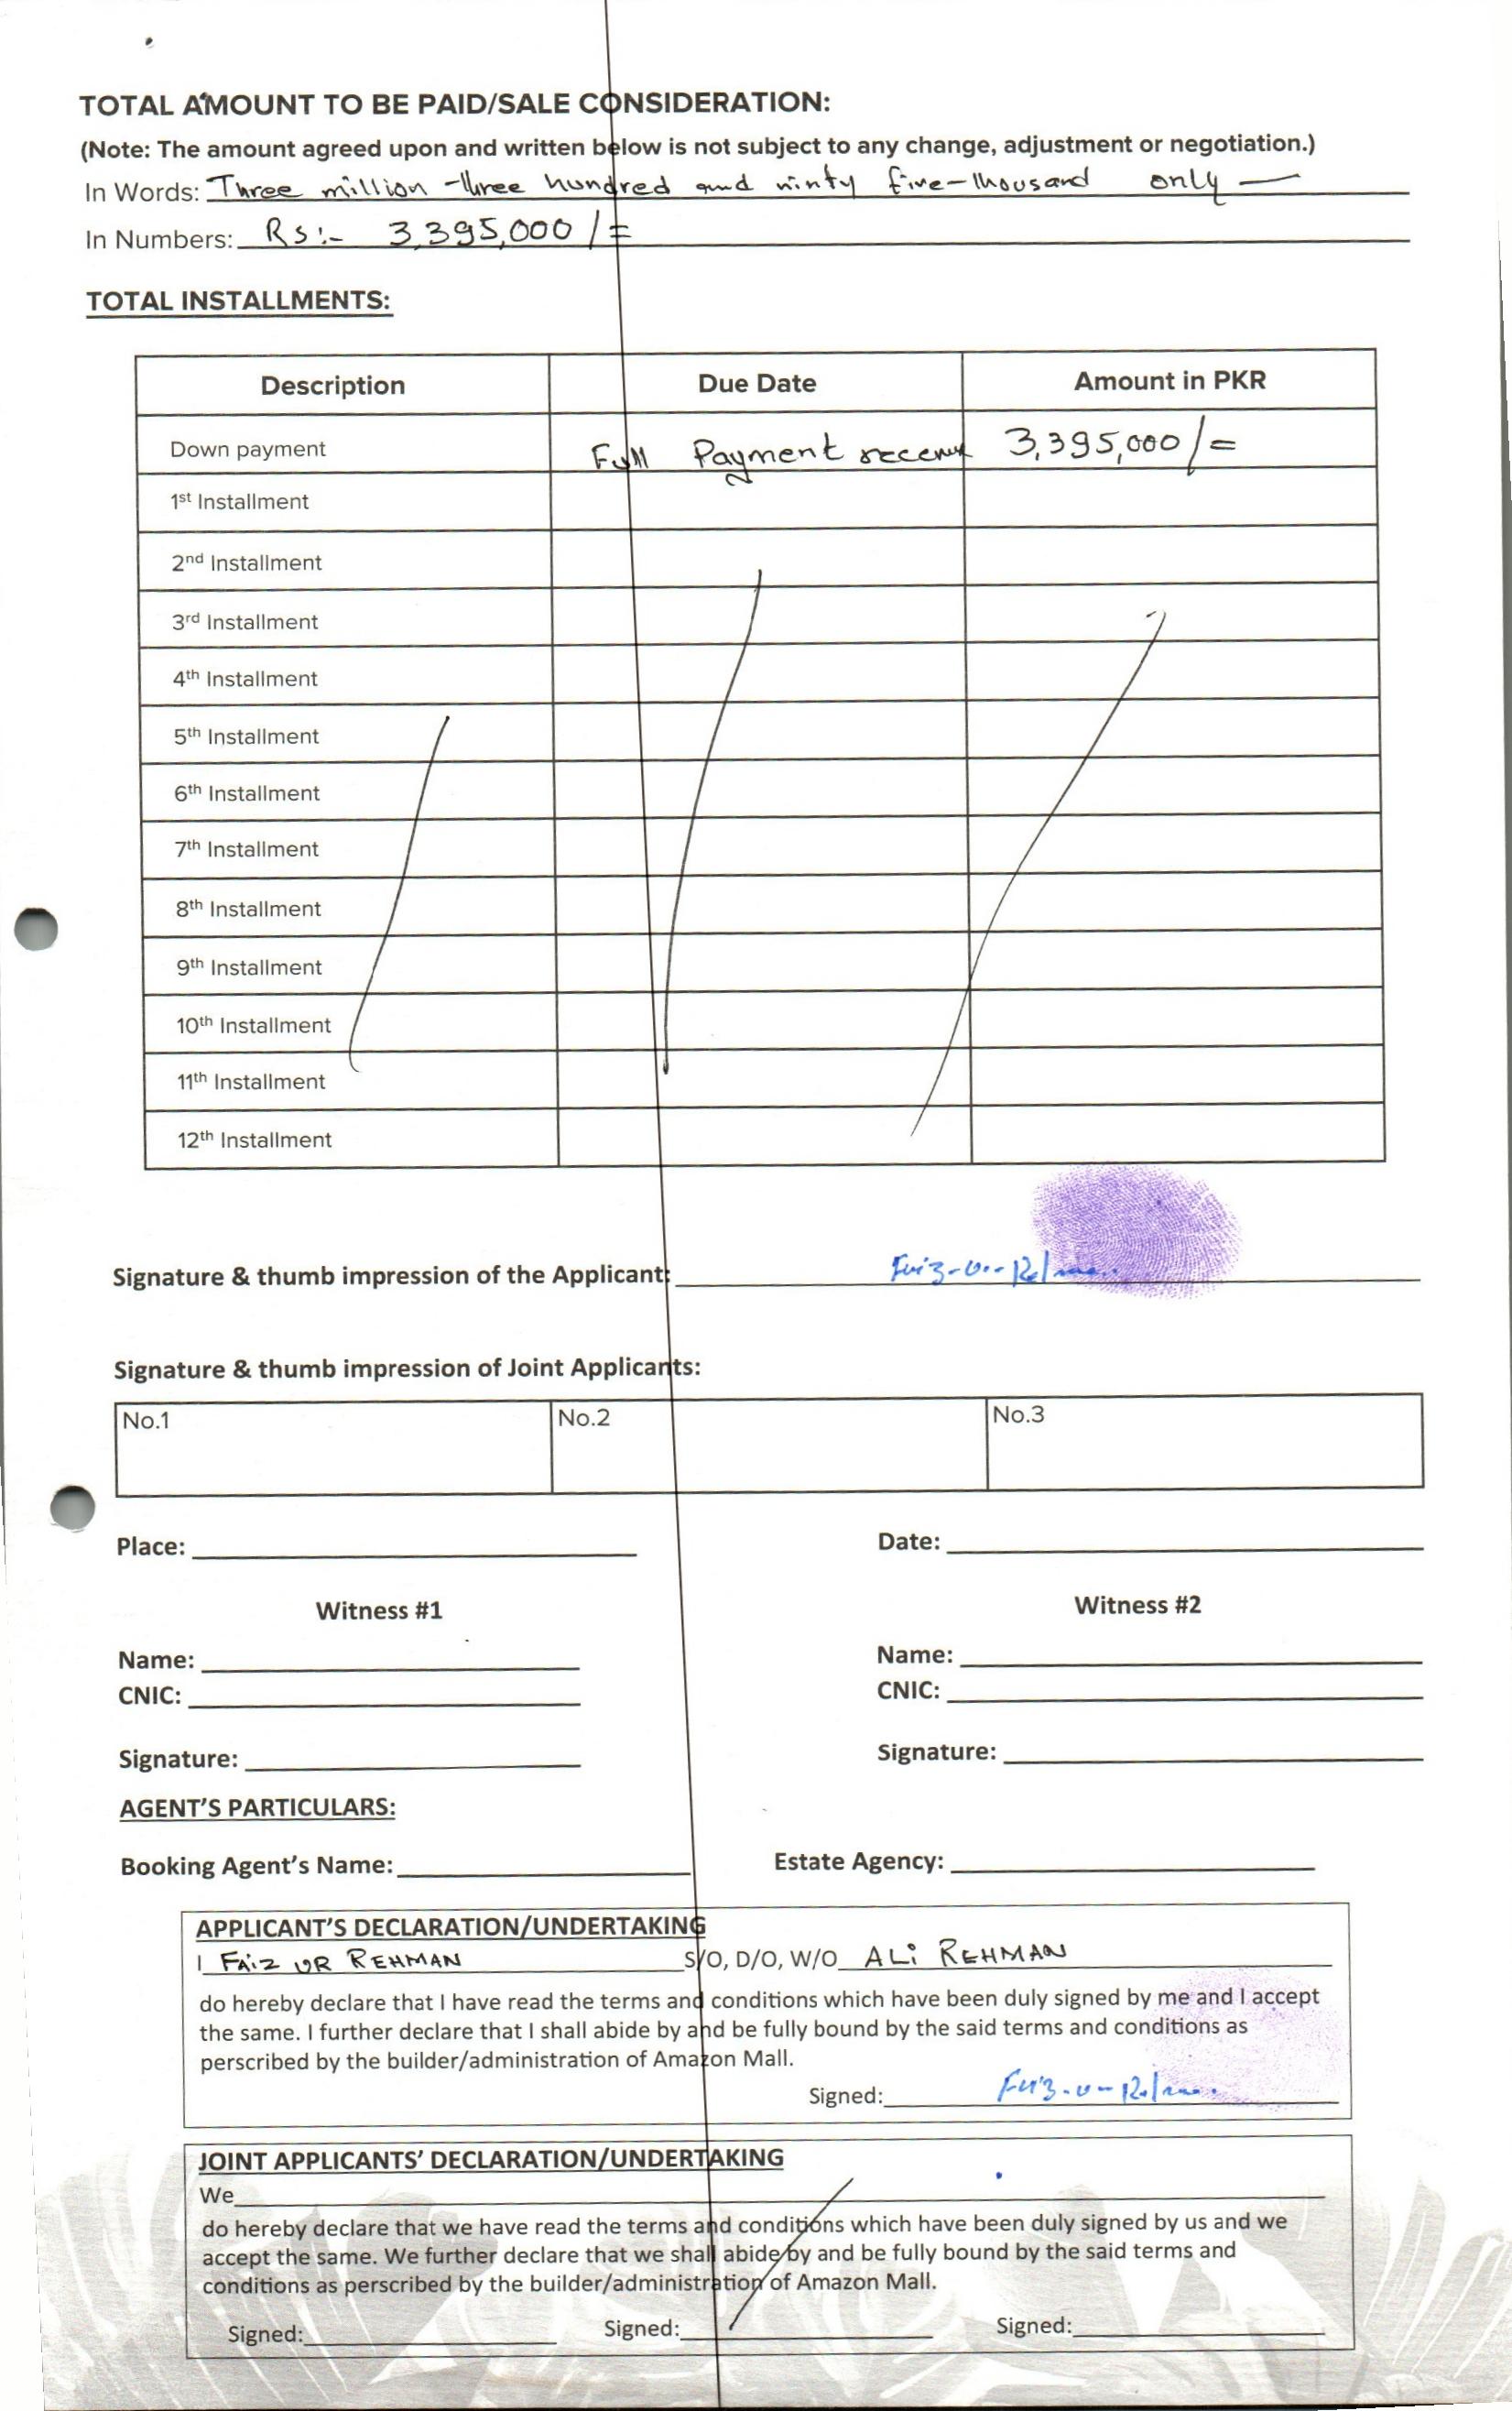 TOTAL AMOUNT TO BE PAID/SALE CONSIDERATION:
(Note: The amount agreed upon and written below is not subject to any change, adjustment or negotiation.)
In Words: Three million three hundred and ninty five thousand only
In Numbers: Rs:- 3,395,000/=
TOTAL INSTALLMENTS:
Description Due Date Amount in PKR
Down payment Full Payment 3,395,000/=
1st Installment
2nd Installment
3rd Installment
4th Installment
5th Installment
6th Installment
7th Installment
8th Installment
9th Installment
10th Installment
11th Installment
12th Installment
Signature & thumb impression of the Applicant:
Signature & thumb impression of Joint Applicants:
No.1 No.2 No.3
Place: Date:
Witness #1 Witness #2
Name: Name:
CNIC: CNIC:
Signature: Signature:
AGENT'S PARTICULARS:
Booking Agent's Name: Estate Agency:
APPLICANT'S DECLARATION/UNDERTAKING
I FAIZ UR REHMAN S/O, D/O, W/O ALI REHMAN
do hereby declare that I have read the terms and conditions which have been duly signed by me and I accept
the same. I further declare that I shall abide by and be fully bound by the said terms and conditions as
perscribed by the builder/administration of Amazon Mall.
Signed:
JOINT APPLICANTS' DECLARATION/UNDERTAKING
We
do hereby declare that we have read the terms and conditions which have been duly signed by us and we
accept the same. We further declare that we shall abide by and be fully bound by the said terms and
conditions as perscribed by the builder/administration of Amazon Mall.
Signed: Signed: Signed: